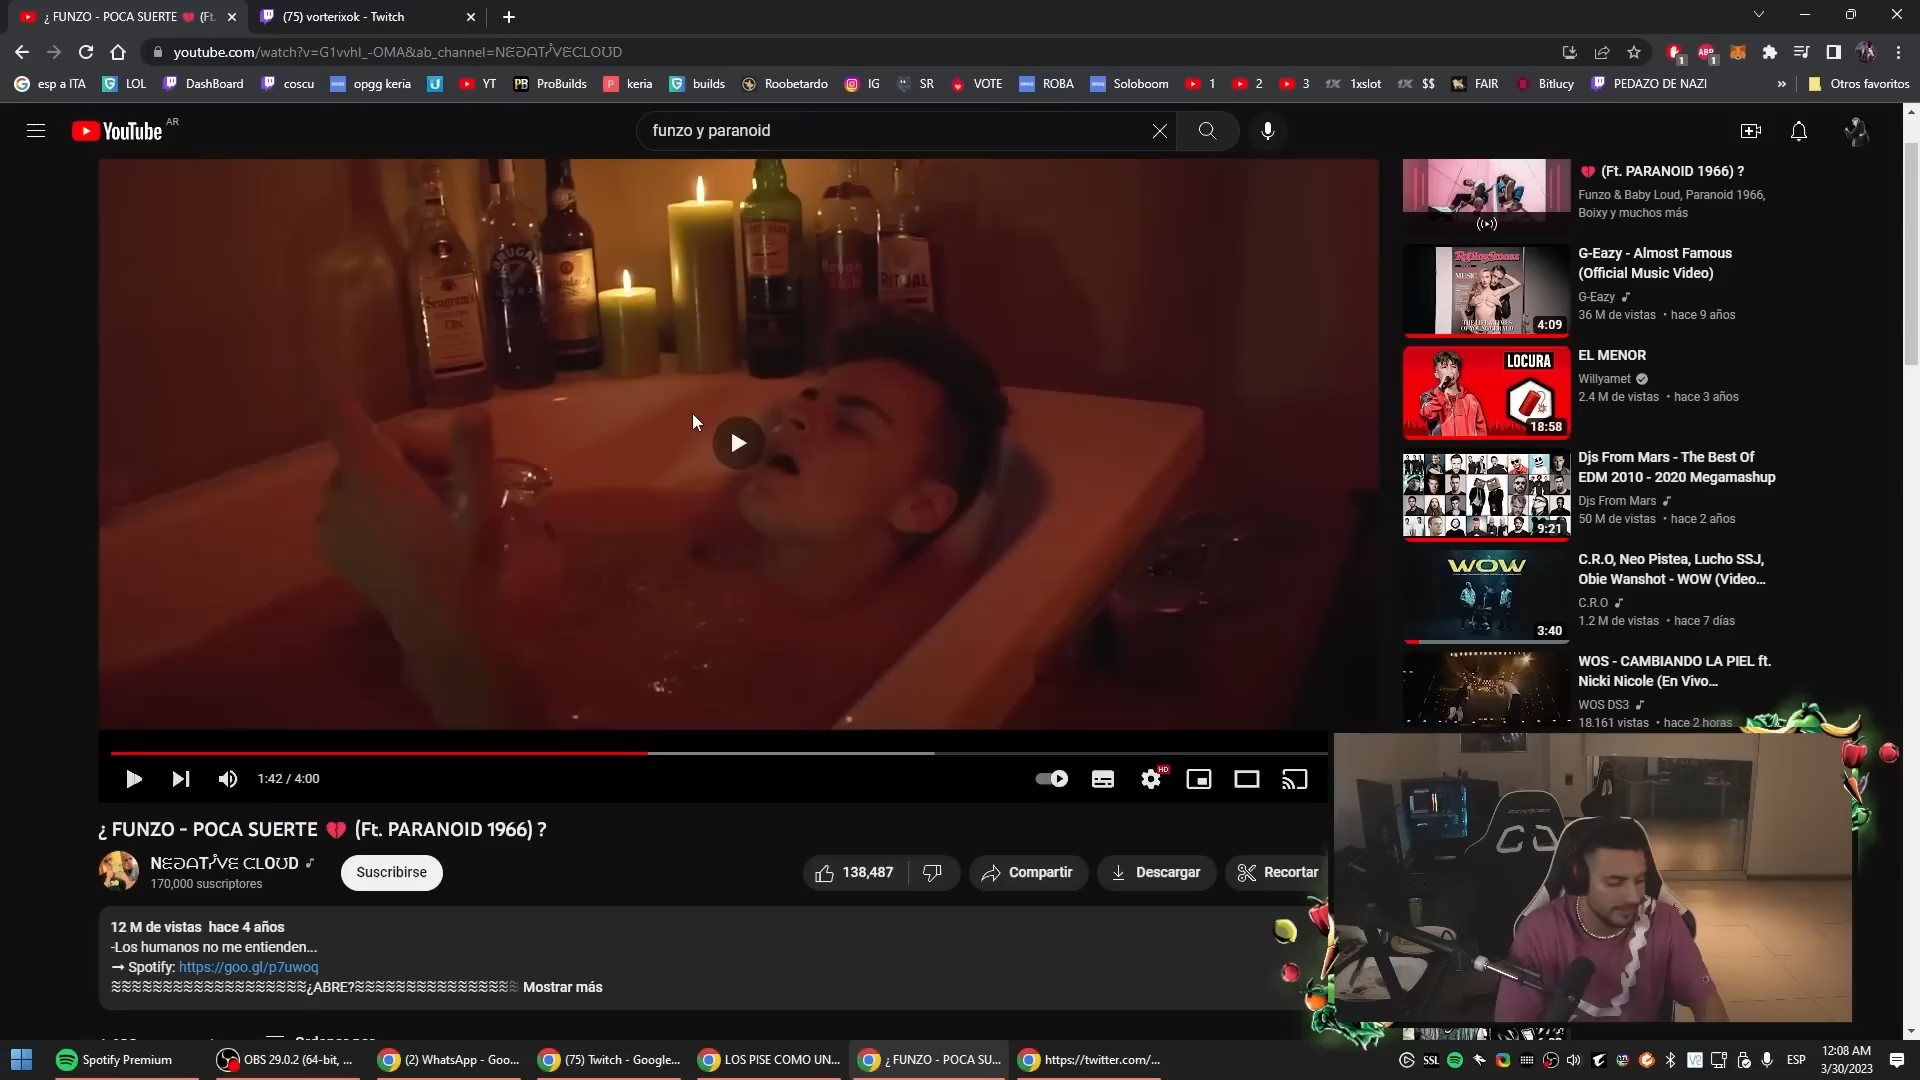 ¿ FUNZO - POCA SUERTE 💔 (Ft.
(75) vorterixok - Twitch
youtube.com/watch?v=G1vvhl_-OMA&ab_channel=NᕮᘐᗩTᓰᐯᕮCLOᑌD
esp a ITA
LOL
DashBoard
coscu
opgg keria
YT
ProBuilds
keria
builds
Roobetardo
IG
SR
VOTE
ROBA
Soloboom
1
2
3
1xslot
$$
FAIR
Bitlucy
PEDAZO DE NAZI
»
Otros favoritos
YouTube AR
funzo y paranoid
Seagram's
BRUGAL
RITUAL
💔 (Ft. PARANOID 1966) ?
Funzo & Baby Loud, Paranoid 1966,
Boixy y muchos más
G-Eazy - Almost Famous
(Official Music Video)
G-Eazy ♪
36 M de vistas • hace 9 años
4:09
EL MENOR
Willyamet
2.4 M de vistas • hace 3 años
LOCURA
18:58
Djs From Mars - The Best Of
EDM 2010 - 2020 Megamashup
Djs From Mars ♪
50 M de vistas • hace 2 años
9:21
C.R.O, Neo Pistea, Lucho SSJ,
Obie Wanshot - WOW (Video...
C.R.O ♪
1.2 M de vistas • hace 7 días
WOW
3:40
WOS - CAMBIANDO LA PIEL ft.
Nicki Nicole (En Vivo...
WOS DS3 ♪
18.161 vistas • hace 2 horas
1:42 / 4:00
HD
¿ FUNZO - POCA SUERTE 💔 (Ft. PARANOID 1966) ?
NᕮᘐᗩTᓰᐯᕮ CLOᑌD ♪
170,000 suscriptores
Suscribirse
138,487
Compartir
Descargar
Recortar
12 M de vistas hace 4 años
-Los humanos no me entienden...
→ Spotify: https://goo.gl/p7uwoq
≋≋≋≋≋≋≋≋≋≋≋≋≋≋≋≋≋≋≋¿ABRE?≋≋≋≋≋≋≋≋≋≋≋≋≋≋≋≋ Mostrar más
Spotify Premium
OBS 29.0.2 (64-bit, ...
(2) WhatsApp - Goo...
(75) Twitch - Google...
LOS PISE COMO UN...
¿ FUNZO - POCA SU...
https://twitter.com/...
SSL
ESP
12:08 AM
3/30/2023